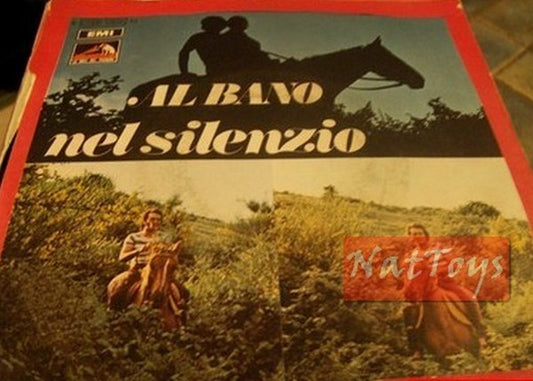 EMI
AL BANO
nel silenzio
NatToys